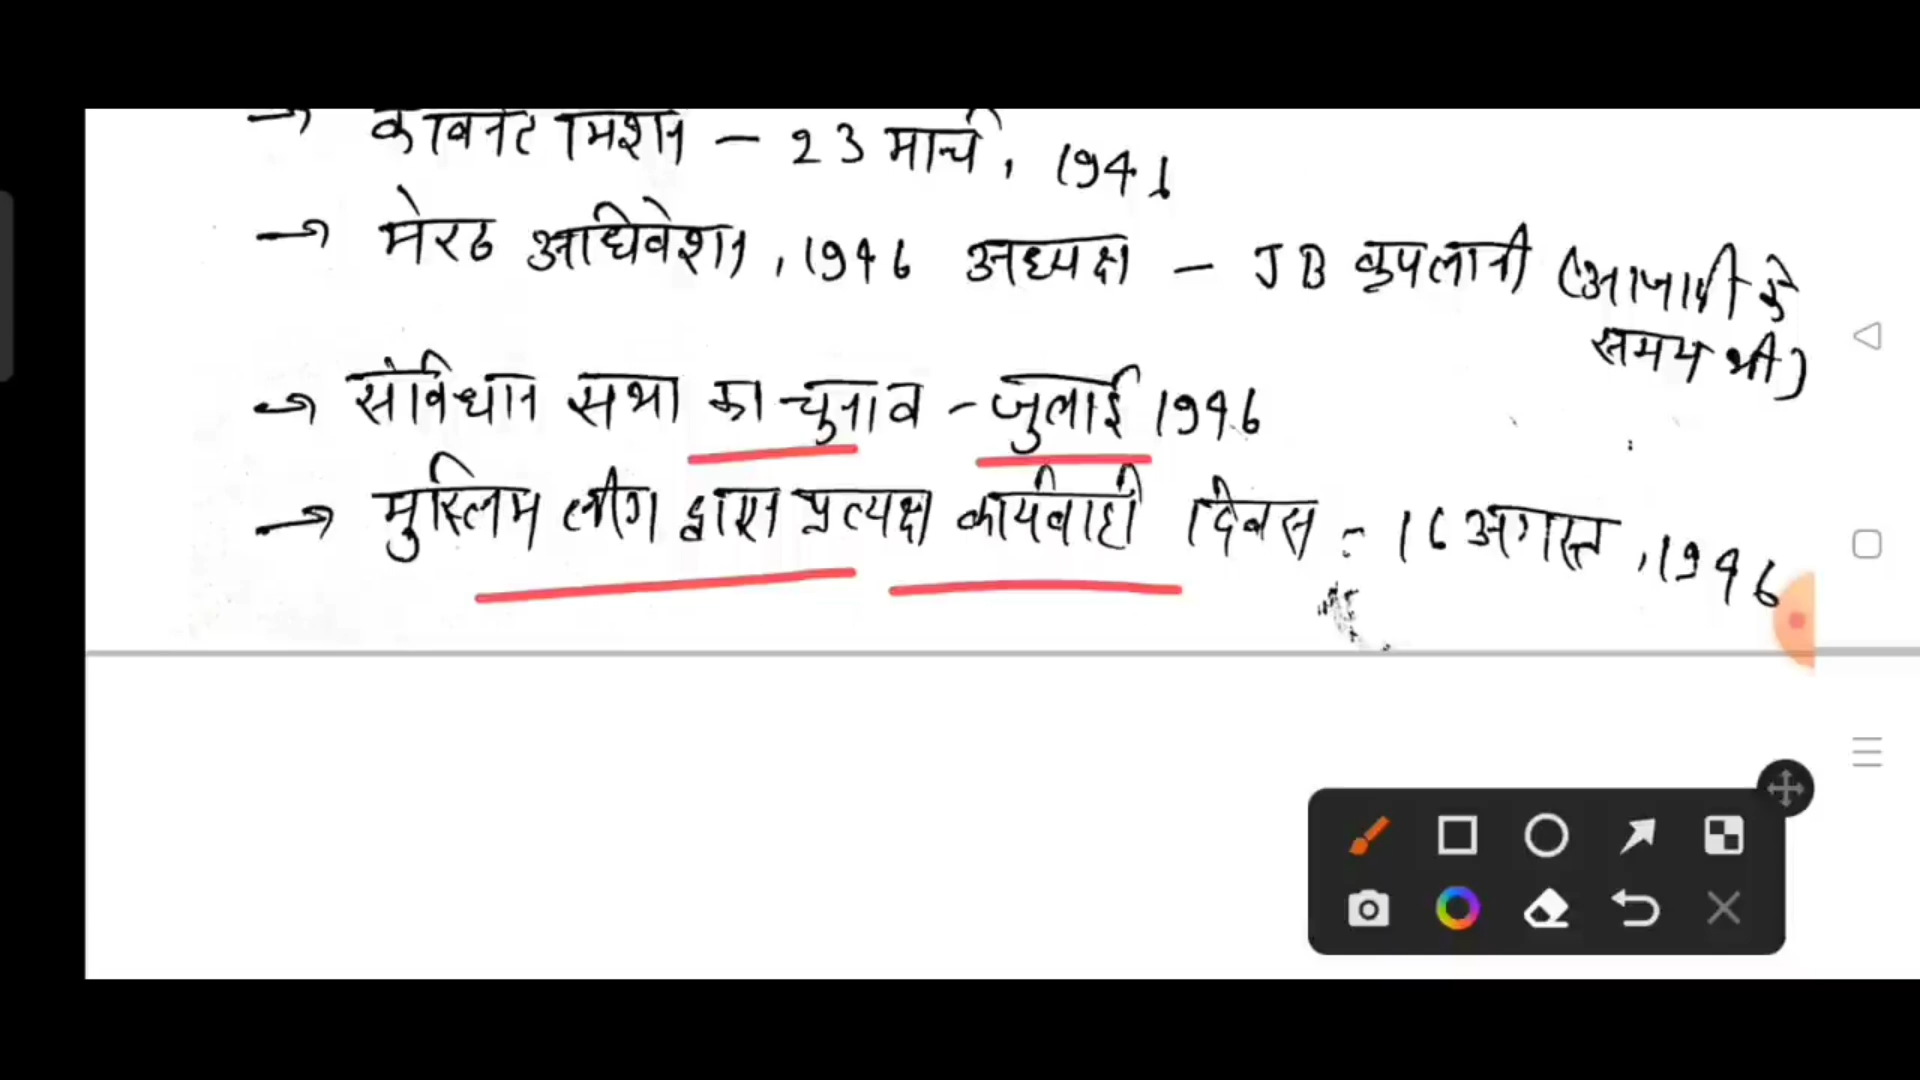 → कैबिनेट मिशन – 23 मार्च, 1946
→ मेरठ अधिवेशन, 1946 अध्यक्ष – JB कृपलानी (आजादी के
समय भी)
→ संविधान सभा का चुनाव – जुलाई 1946
→ मुस्लिम लीग द्वारा प्रत्यक्ष कार्यवाही दिवस – 16 अगस्त, 1946